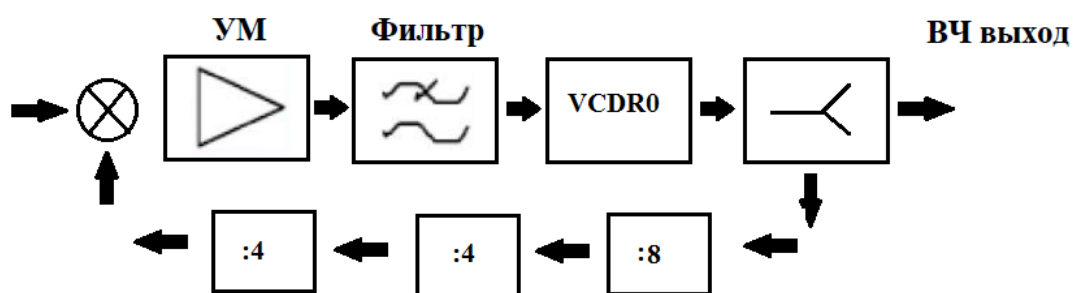 УМ
Фильтр
ВЧ выход
VCDR0
:4
:4
:8